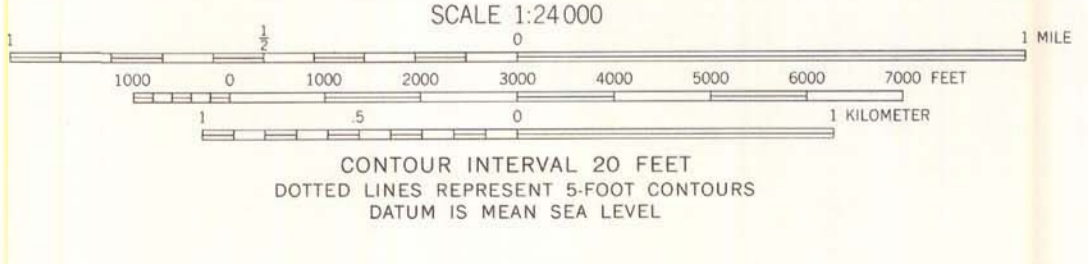 SCALE 1:24000
1 ½ 0 1 MILE
1000 0 1000 2000 3000 4000 5000 6000 7000 FEET
1 .5 0 1 KILOMETER
CONTOUR INTERVAL 20 FEET
DOTTED LINES REPRESENT 5-FOOT CONTOURS
DATUM IS MEAN SEA LEVEL